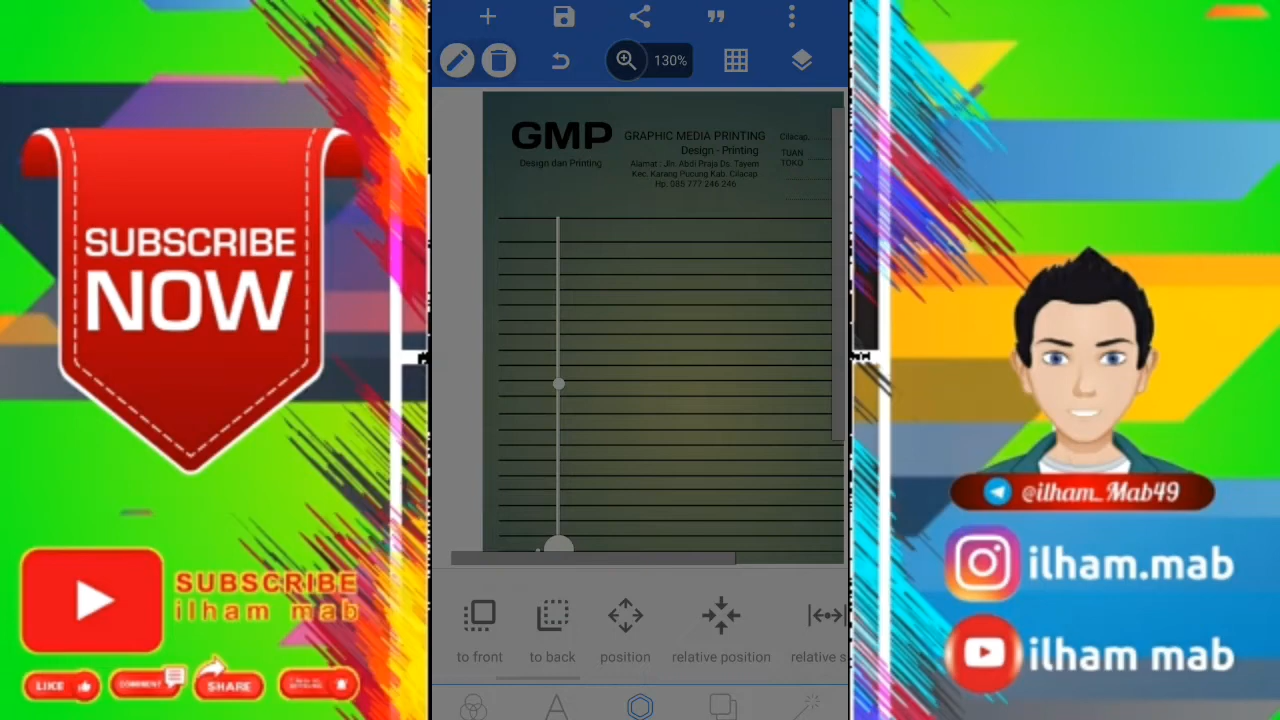 SUBSCRIBE
NOW
SUBSCRIBE
ilham mab
LIKE
COMMENT
SHARE
130%
GMP
Design dan Printing
GRAPHIC MEDIA PRINTING
Design - Printing
Alamat : Jln. Abdi Praja Ds. Tayem
Kec. Karang Pucung Kab. Cilacap
Hp. 085 777 246 246
Cilacap,
TUAN
TOKO
to front
to back
position
relative position
relative s
@ilham_Mab49
ilham.mab
ilham mab